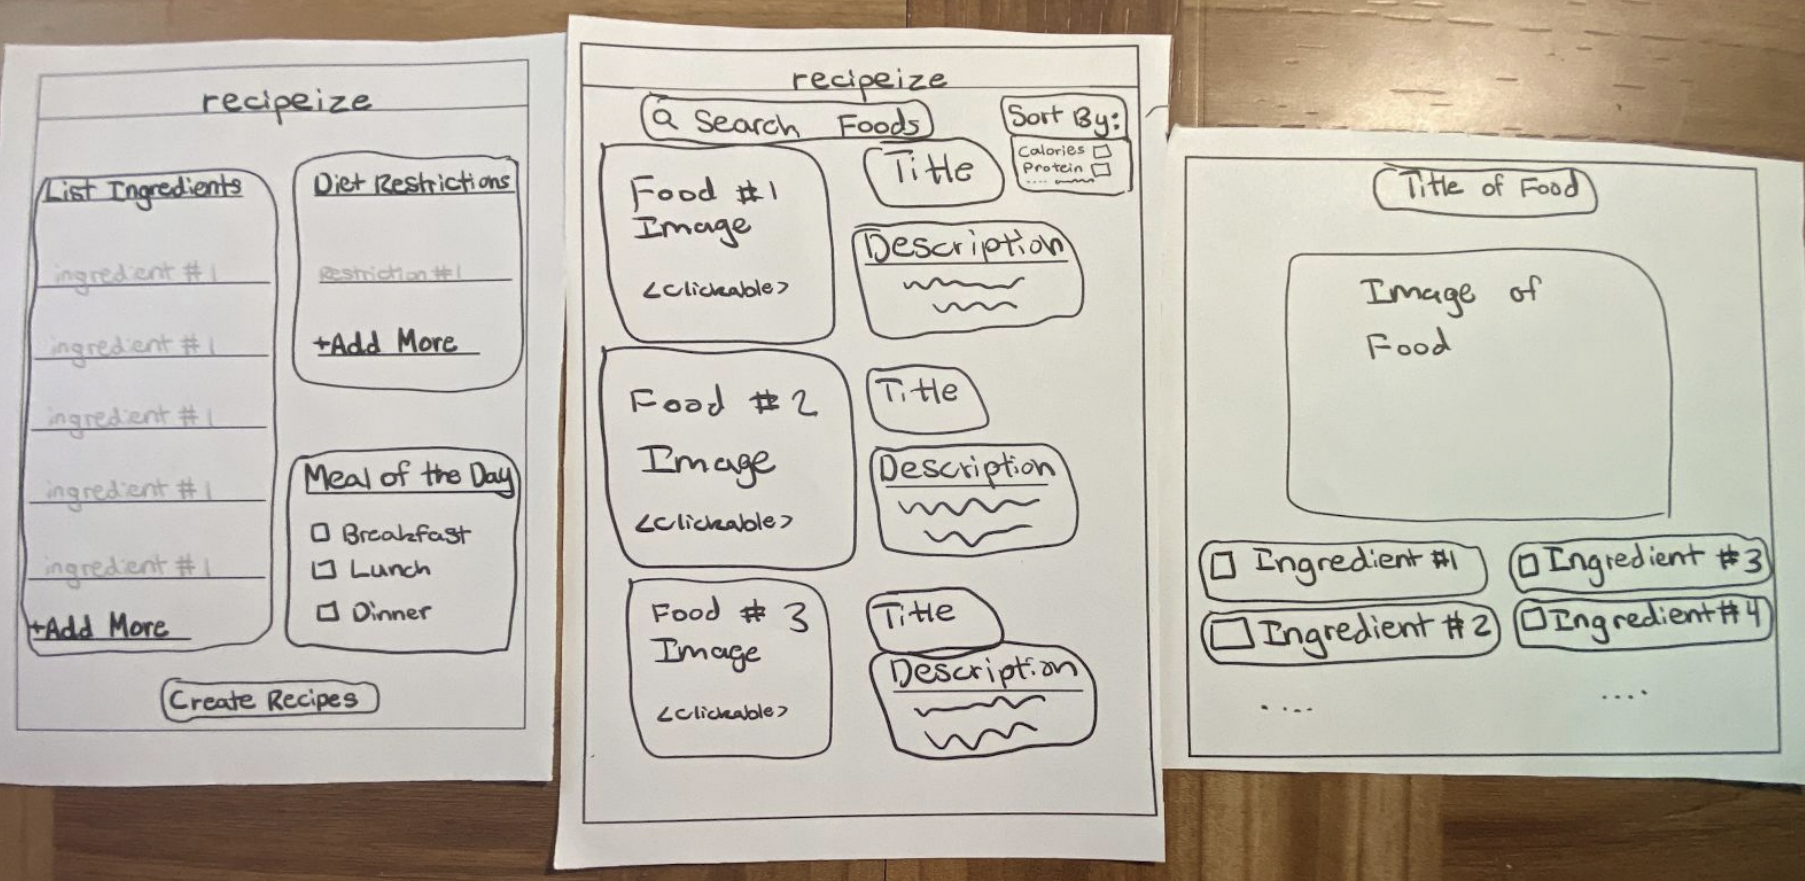 recipeize
List Ingredients
ingredient #1
ingredient #1
ingredient #1
ingredient #1
ingredient #1
+Add More
Diet Restrictions
Restriction #1
+Add More
Meal of the Day
Breakfast
Lunch
Dinner
Create Recipes
recipeize
Search Foods
Sort By:
Calories
Protein
....
Food #1
Image
<Clickable>
Title
Description
Food #2
Image
<Clickable>
Title
Description
Food #3
Image
<Clickable>
Title
Description
Title of Food
Image of
Food
Ingredient #1
Ingredient #2
....
Ingredient #3
Ingredient #4
....